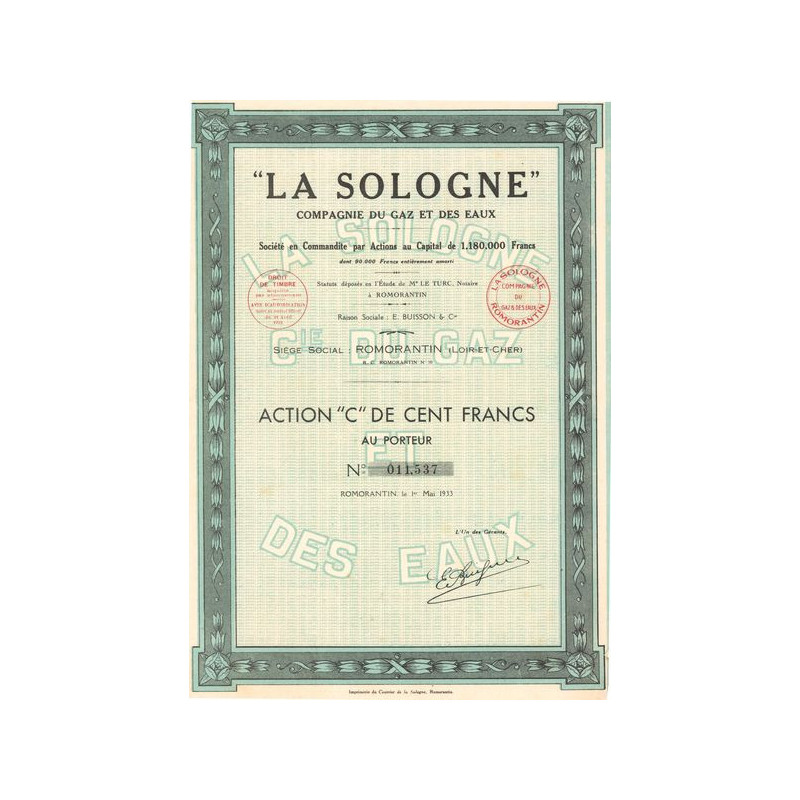 "LA SOLOGNE"
COMPAGNIE DU GAZ ET DES EAUX
Société en Commandite par Actions au Capital de 1.180.000 Francs
dont 80.000 Francs entièrement amorti
Statuts déposés en l'Étude de Me LE TURC, Notaire
à ROMORANTIN
DROIT
DE TIMBRE
LA SOLOGNE
COMPAGNIE
DU
GAZ & DES EAUX
ROMORANTIN
Raison Sociale : E. BUISSON & Cie
SIÈGE SOCIAL : ROMORANTIN (LOIR-ET-CHER)
R. C. ROMORANTIN N°
ACTION "C" DE CENT FRANCS
AU PORTEUR
No 011,537
ROMORANTIN, le 1er Mai 1933
L'Un des Gérants,
LA SOLOGNE
CIE DU GAZ
ET
DES EAUX
Imprimerie du Courrier de la Sologne, Romorantin